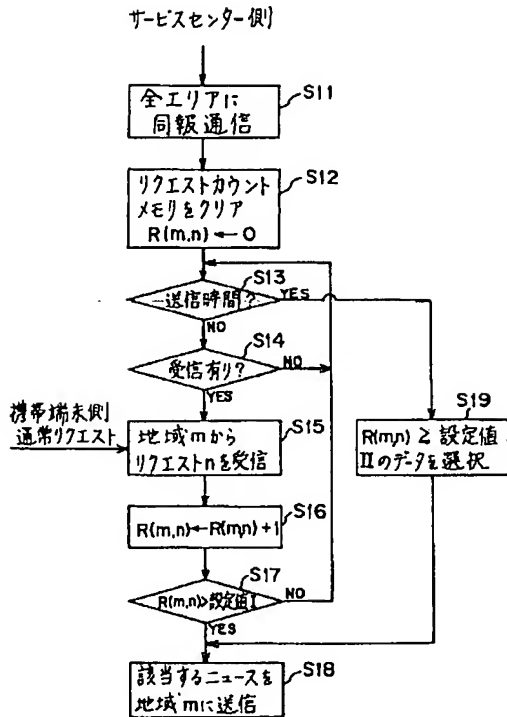 サービスセンター側
S11
全エリアに
同報通信
S12
リクエストカウント
メモリをクリア
R(m,n) ← 0
S13
送信時間?
YES
NO
S14
受信有り?
NO
YES
携帯端末側
通常リクエスト
S15
地域mから
リクエストnを受信
S19
R(m,n) ≥ 設定値
IIのデータを選択
S16
R(m,n)←R(m,n)+1
S17
R(m,n)>設定値I
NO
YES
S18
該当するニュースを
地域mに送信